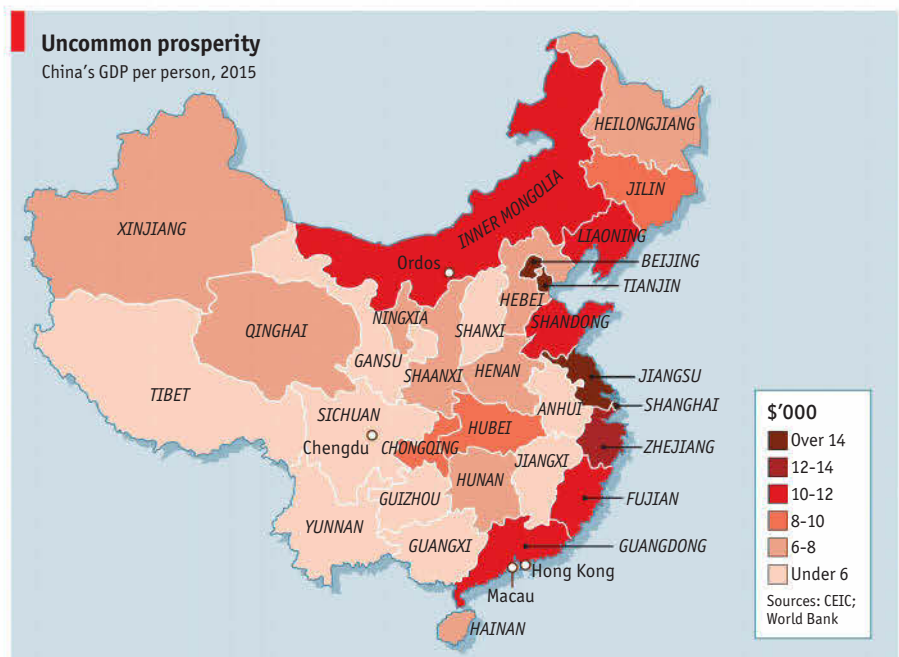 Uncommon prosperity
China's GDP per person, 2015
HEILONGJIANG
JILIN
INNER MONGOLIA
LIAONING
XINJIANG
Ordos
BEIJING
TIANJIN
HEBEI
NINGXIA
SHANXI
SHANDONG
QINGHAI
GANSU
SHAANXI
HENAN
JIANGSU
TIBET
SICHUAN
ANHUI
SHANGHAI
Chengdu
CHONGQING
HUBEI
ZHEJIANG
JIANGXI
HUNAN
GUIZHOU
FUJIAN
YUNNAN
GUANGXI
GUANGDONG
Hong Kong
Macau
HAINAN
$'000
Over 14
12-14
10-12
8-10
6-8
Under 6
Sources: CEIC;
World Bank